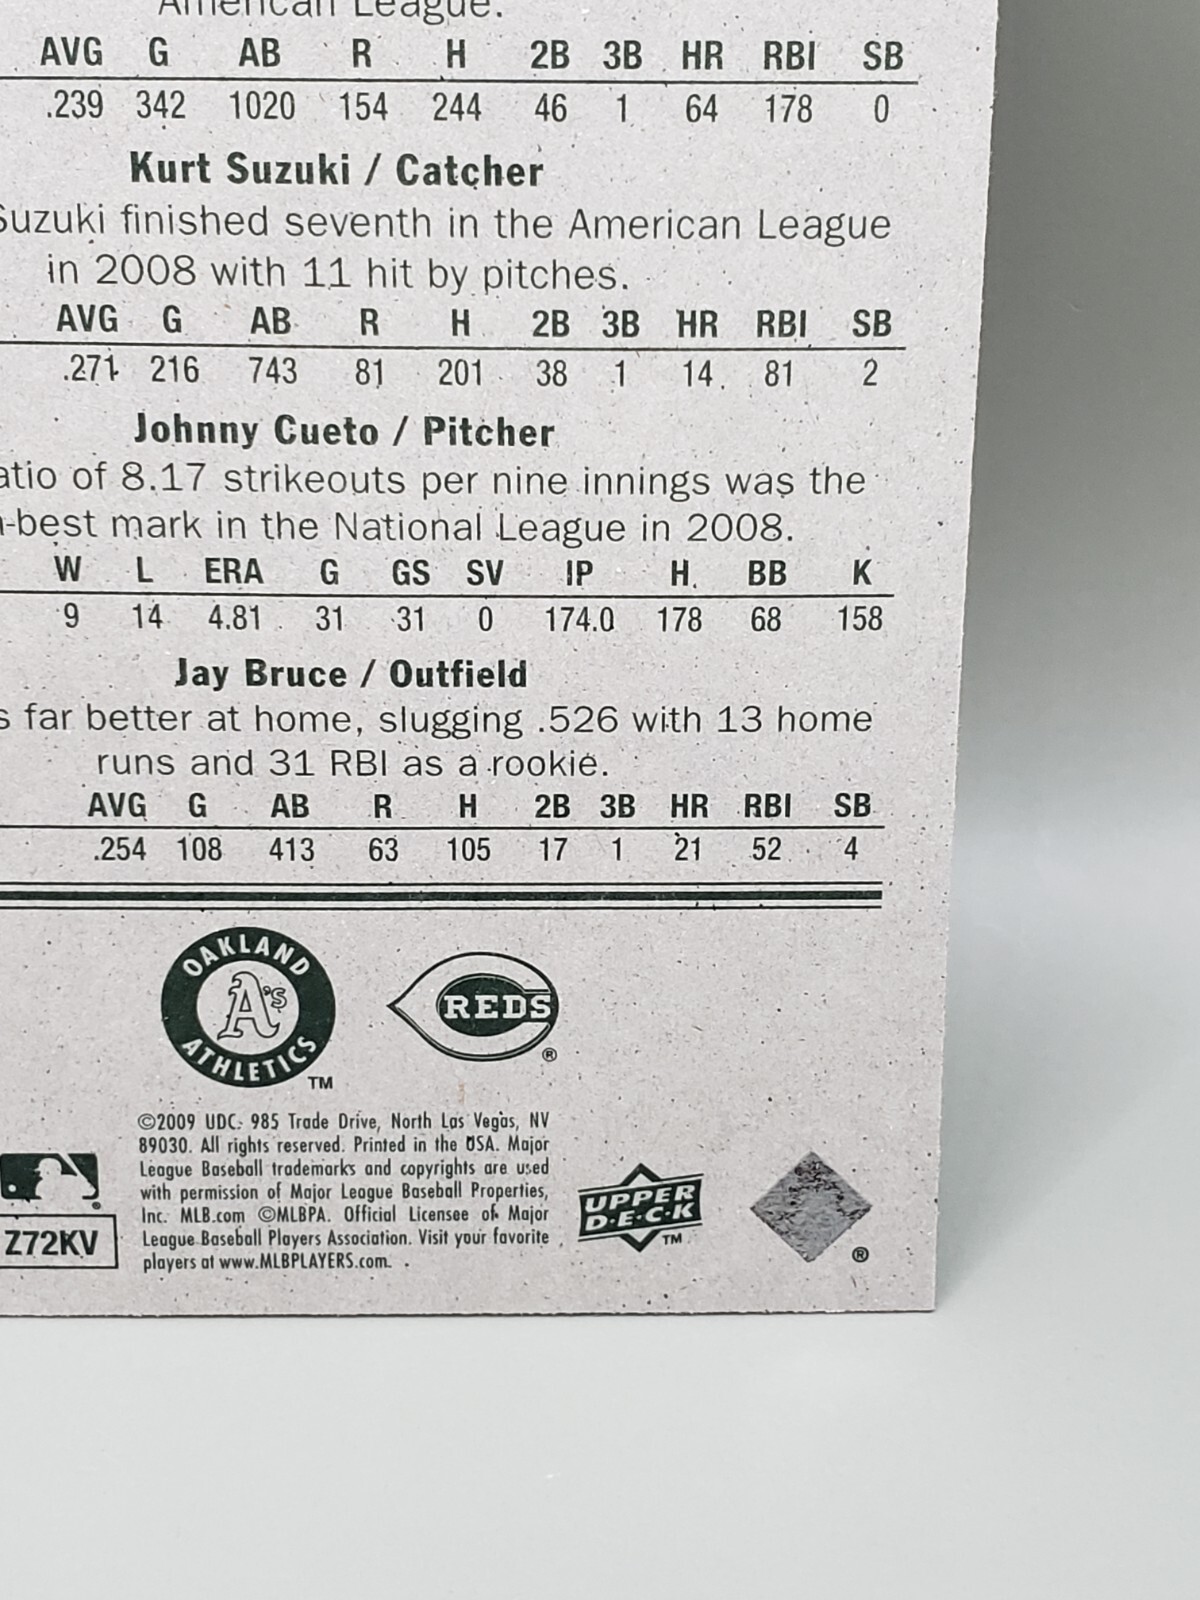 American League.
AVG G AB R H 2B 3B HR RBI SB
.239 342 1020 154 244 46 1 64 178 0
Kurt Suzuki / Catcher
Suzuki finished seventh in the American League
in 2008 with 11 hit by pitches.
AVG G AB R H 2B 3B HR RBI SB
.271 216 743 81 201 38 1 14 81 2
Johnny Cueto / Pitcher
of 8.17 strikeouts per nine innings was the
-best mark in the National League in 2008.
W L ERA G GS SV IP H BB K
9 14 4.81 31 31 0 174.0 178 68 158
Jay Bruce / Outfield
far better at home, slugging .526 with 13 home
runs and 31 RBI as a rookie.
AVG G AB R H 2B 3B HR RBI SB
.254 108 413 63 105 17 1 21 52 4
OAKLAND
A's
ATHLETICS
TM
REDS
®
©2009 UDC. 985 Trade Drive, North Las Vegas, NV
89030. All rights reserved. Printed in the USA. Major
League Baseball trademarks and copyrights are used
with permission of Major League Baseball Properties,
Inc. MLB.com ©MLBPA. Official Licensee of Major
League Baseball Players Association. Visit your favorite
players at www.MLBPLAYERS.com.
Z72KV
UPPER
D·E·C·K
TM
®